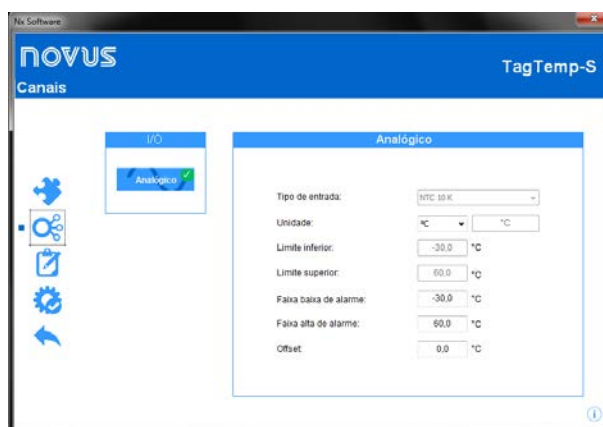 Nx Software
novus
TagTemp-S
Canais
I/O
Analógico
Analógico
Tipo de entrada: NTC 10 K
Unidade: ºC °C
Limite inferior: -30,0 °C
Limite superior: 60,0 °C
Faixa baixa de alarme: -30,0 °C
Faixa alta de alarme: 60,0 °C
Offset: 0,0 °C